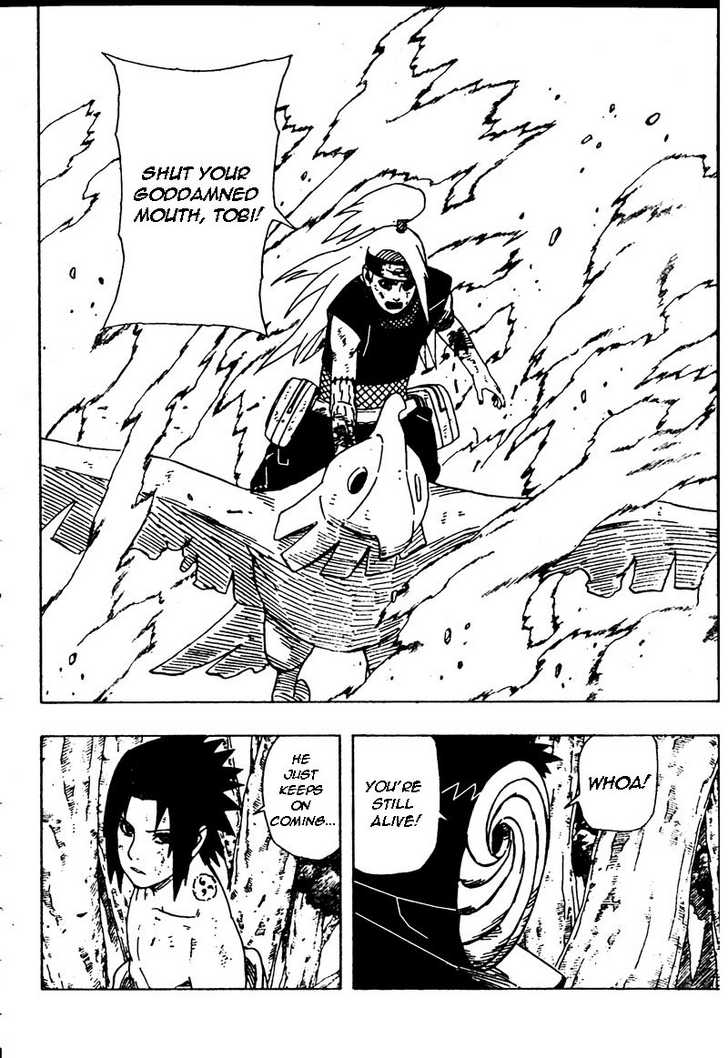 SHUT YOUR
GODDAMNED
MOUTH, TOBI!
WHOA!
YOU'RE
STILL
ALIVE!
HE
JUST
KEEPS
ON
COMING...